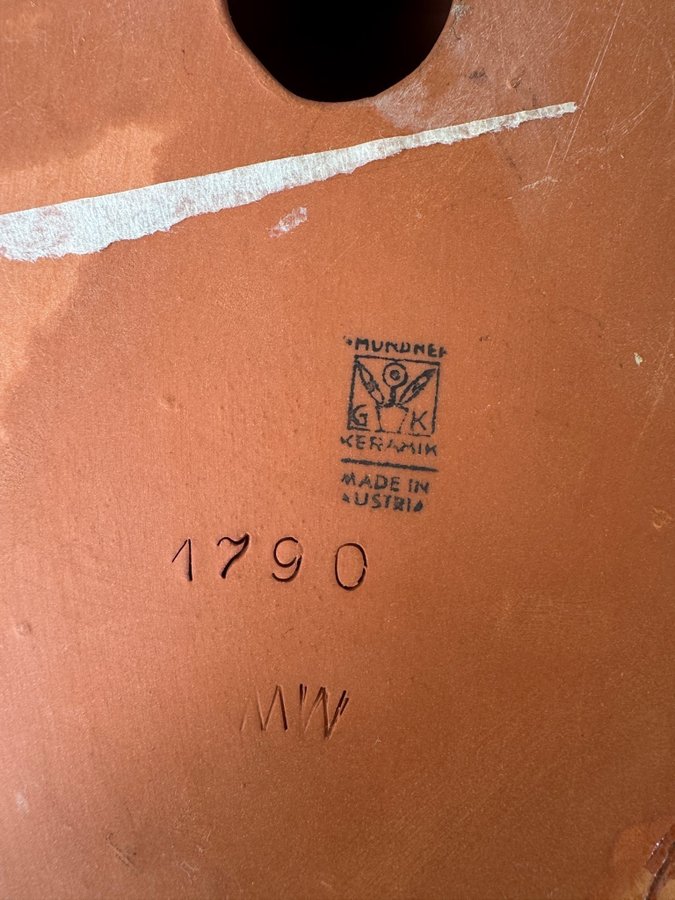 GMUNDNER
G K
KERAMIK
MADE IN
AUSTRIA
1790
MW